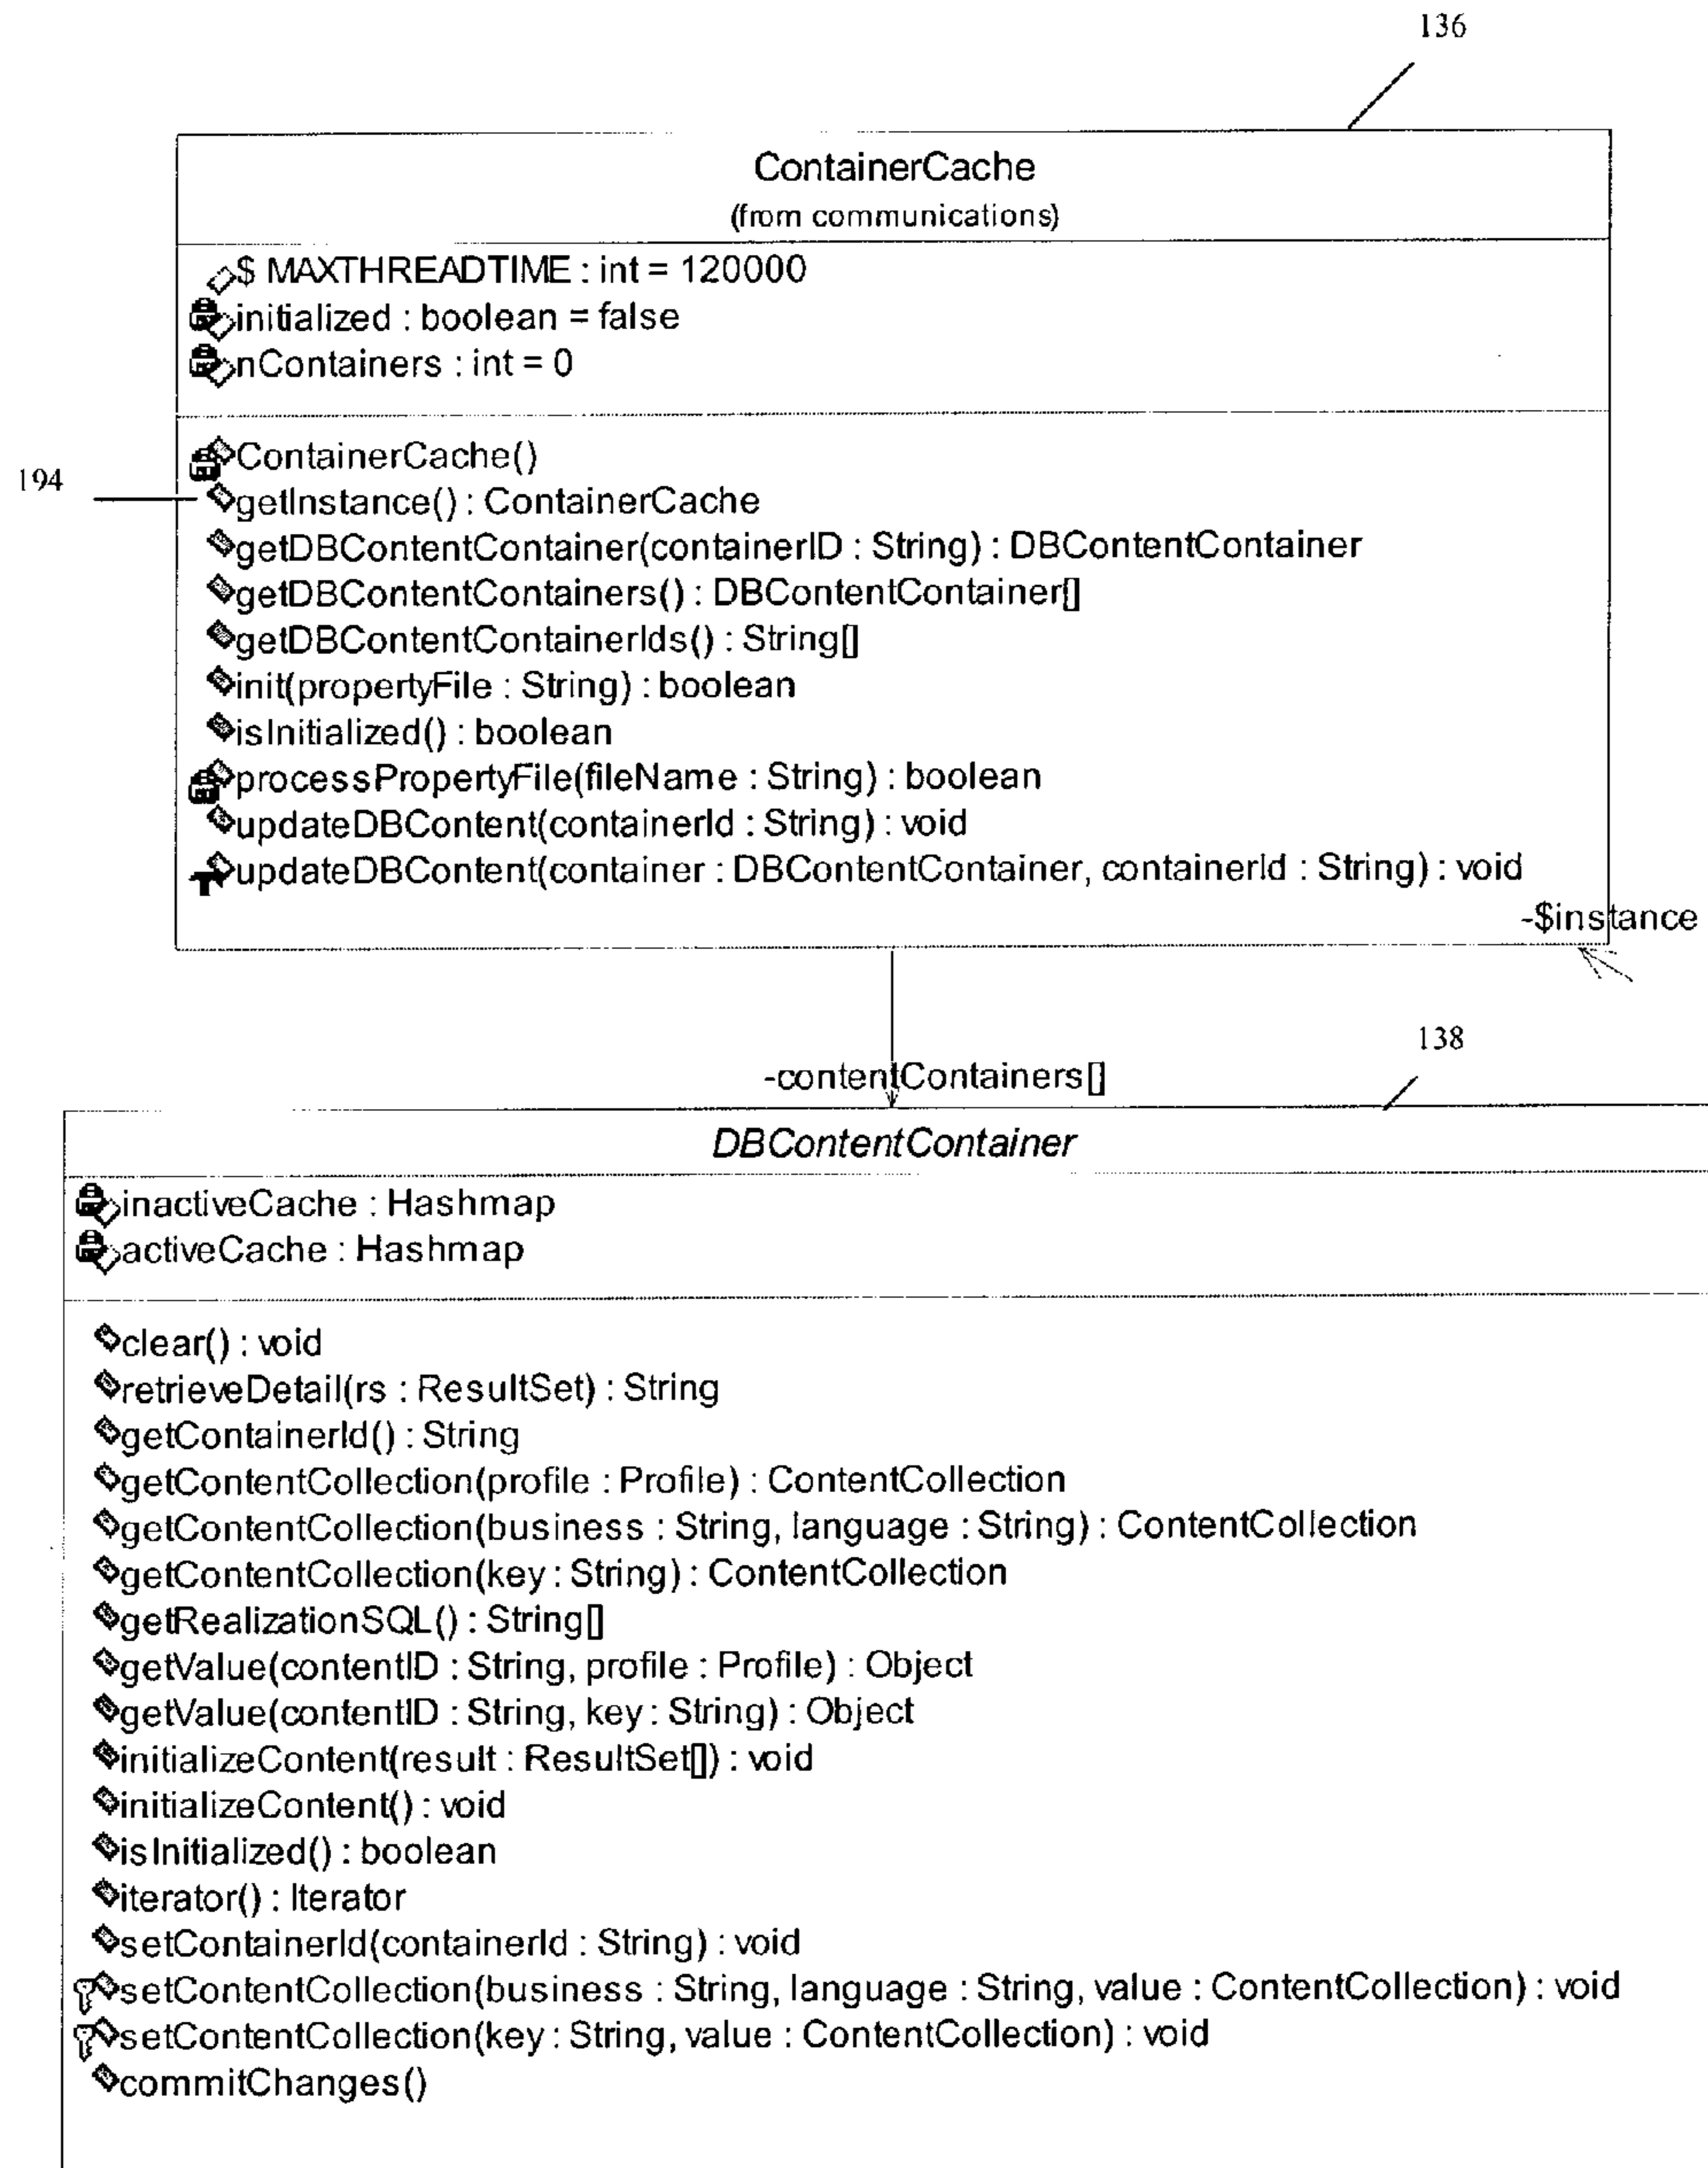 136
ContainerCache
(from communications)
$ MAXTHREADTIME : int = 120000
initialized : boolean = false
nContainers : int = 0
ContainerCache()
194
getInstance() : ContainerCache
getDBContentContainer(containerID : String) : DBContentContainer
getDBContentContainers() : DBContentContainer[]
getDBContentContainerIds() : String[]
init(propertyFile : String) : boolean
isInitialized() : boolean
processPropertyFile(fileName : String) : boolean
updateDBContent(containerId : String) : void
updateDBContent(container : DBContentContainer, containerId : String) : void
-$instance
138
-contentContainers[]
DBContentContainer
inactiveCache : Hashmap
activeCache : Hashmap
clear() : void
retrieveDetail(rs : ResultSet) : String
getContainerId() : String
getContentCollection(profile : Profile) : ContentCollection
getContentCollection(business : String, language : String) : ContentCollection
getContentCollection(key : String) : ContentCollection
getRealizationSQL() : String[]
getValue(contentID : String, profile : Profile) : Object
getValue(contentID : String, key : String) : Object
initializeContent(result : ResultSet[]) : void
initializeContent() : void
isInitialized() : boolean
iterator() : Iterator
setContainerId(containerId : String) : void
setContentCollection(business : String, language : String, value : ContentCollection) : void
setContentCollection(key : String, value : ContentCollection) : void
commitChanges()